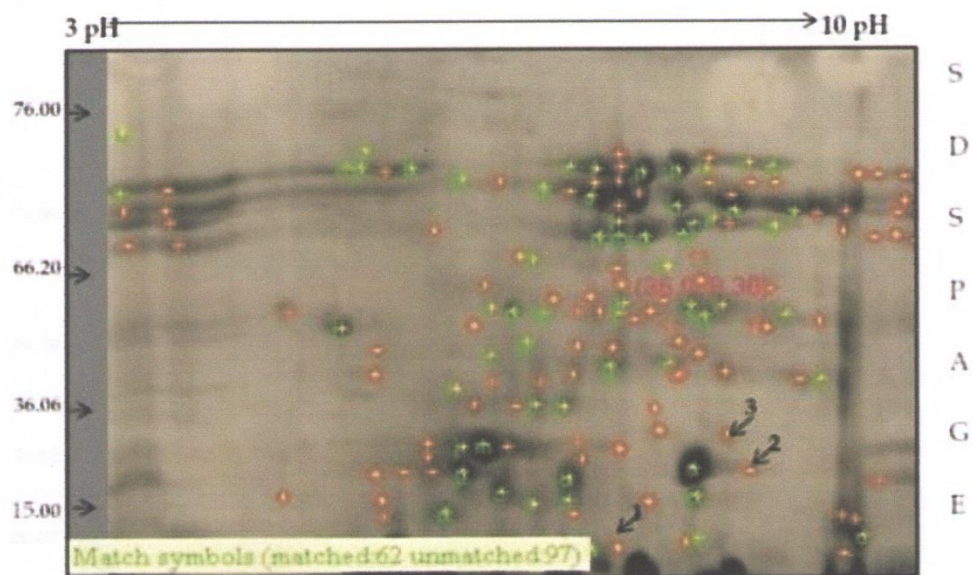 3 pH 10 pH
76.00
66.20
36.06
15.00
S
D
S
P
A
G
E
3
2
1
Match symbols (matched:62 unmatched:97)